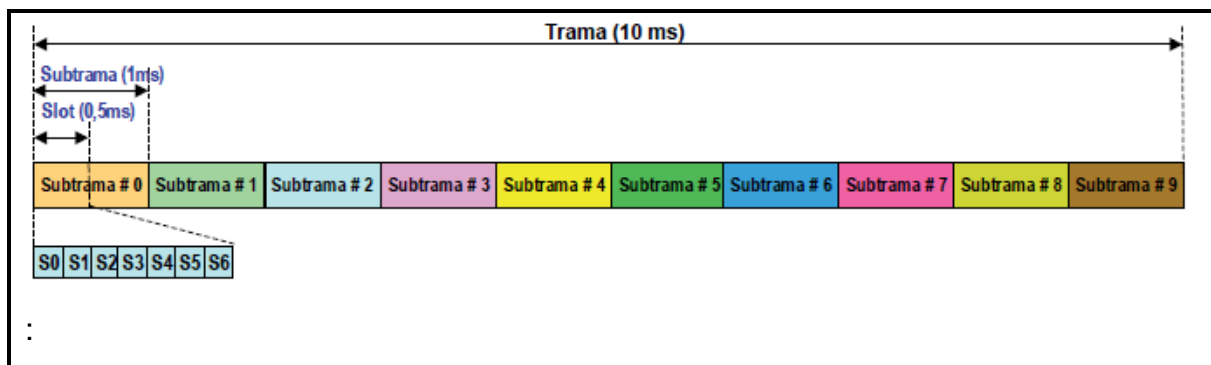 Trama (10 ms)
Subtrama (1ms)
Slot (0,5ms)
Subtrama # 0 Subtrama # 1 Subtrama # 2 Subtrama # 3 Subtrama # 4 Subtrama # 5 Subtrama # 6 Subtrama # 7 Subtrama # 8 Subtrama # 9
S0 S1 S2 S3 S4 S5 S6
: